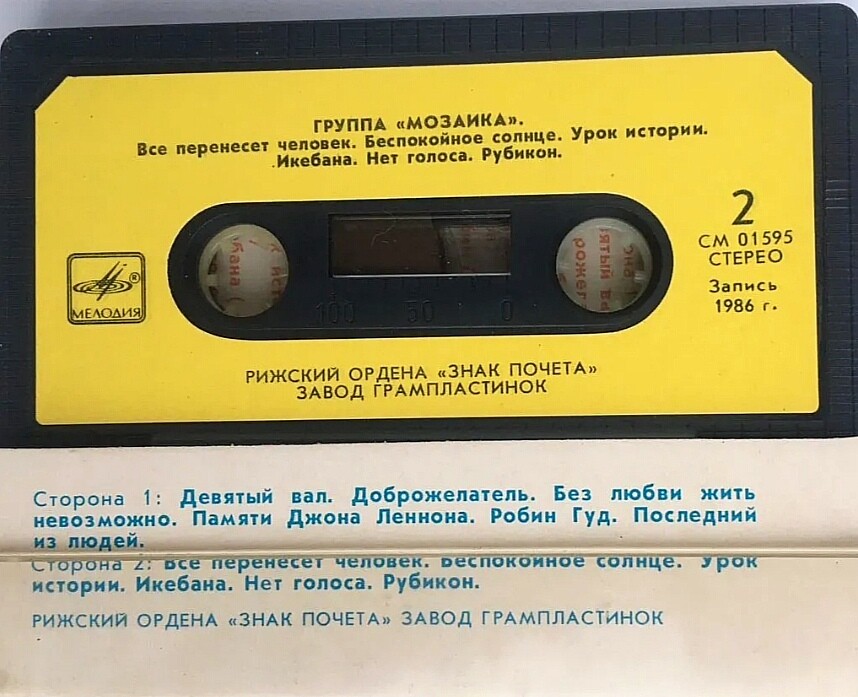 ГРУППА «МОЗАИКА».
Все перенесет человек. Беспокойное солнце. Урок истории.
Икебана. Нет голоса. Рубикон.
2
СМ 01595
СТЕРЕО
Запись
1986 г.
®
МЕЛОДИЯ
100 50 0
РИЖСКИЙ ОРДЕНА «ЗНАК ПОЧЕТА»
ЗАВОД ГРАМПЛАСТИНОК
Сторона 1: Девятый вал. Доброжелатель. Без любви жить
невозможно. Памяти Джона Леннона. Робин Гуд. Последний
из людей.
Сторона 2: Все перенесет человек. Беспокойное солнце. Урок
истории. Икебана. Нет голоса. Рубикон.
РИЖСКИЙ ОРДЕНА «ЗНАК ПОЧЕТА» ЗАВОД ГРАМПЛАСТИНОК